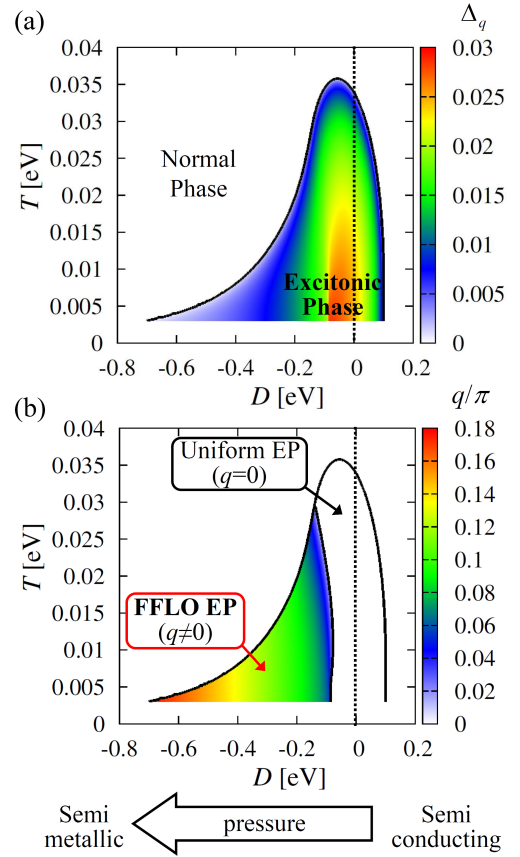 (a)
Δq
0.04
0.035
0.03
0.025
0.02
0.015
0.01
0.005
0
T [eV]
Normal
Phase
Excitonic
Phase
0.03
0.025
0.02
0.015
0.01
0.005
0
-0.8 -0.6 -0.4 -0.2 0 0.2
D [eV]
(b)
q/π
0.04
0.035
0.03
0.025
0.02
0.015
0.01
0.005
0
T [eV]
Uniform EP
(q=0)
FFLO EP
(q≠0)
0.18
0.16
0.14
0.12
0.1
0.08
0.06
0.04
0.02
0
-0.8 -0.6 -0.4 -0.2 0 0.2
D [eV]
Semi
metallic
pressure
Semi
conducting